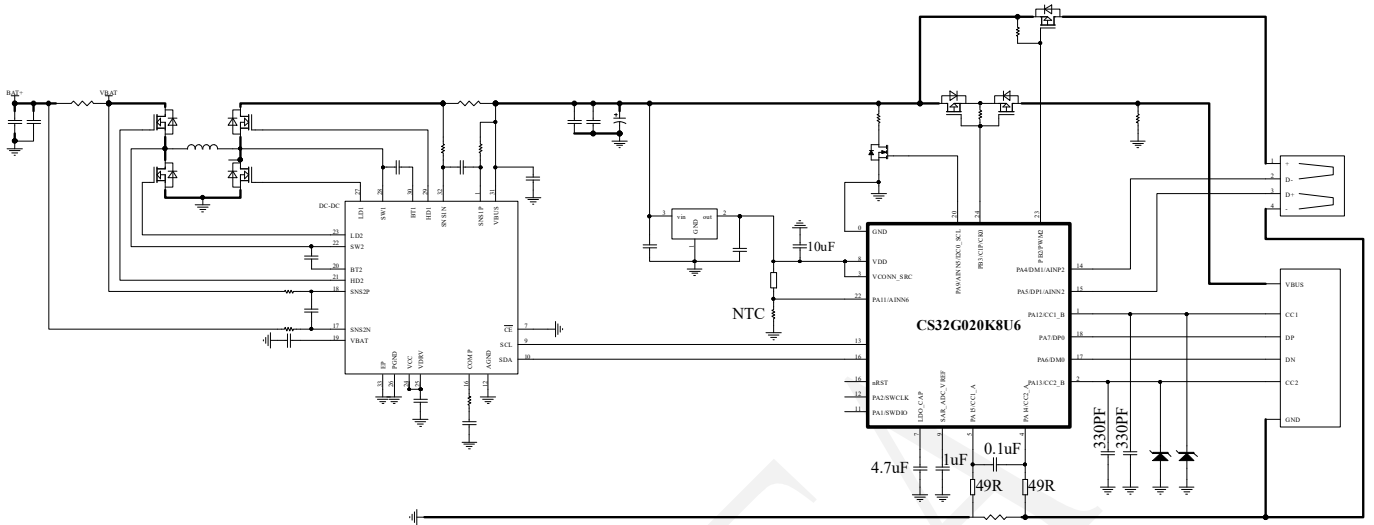 BAT+
VBAT
DC-DC
27
LD1
28
SW1
30
BT1
29
HD1
32
SNS1N
1
SNS1P
31
VBUS
23
LD2
22
SW2
20
BT2
21
HD2
18
SNS2P
17
SNS2N
19
VBAT
CE
7
SCL
9
SDA
10
33
EP
26
PGND
24
VCC
25
VDRV
16
COMP
12
AGND
3
vin
out
2
GND
1
10uF
NTC
CS32G020K8U6
0
GND
8
VDD
3
VCONN_SRC
22
PA11/AINN6
13
16
16
nRST
12
PA2/SWCLK
11
PA1/SWDIO
20
PA9/AINN5/I2C0_SCL
24
PB3/C1P/CK0
23
PB2/PWM2
PA4/DM1/AINP2
14
PA5/DP1/AINN2
15
PA12/CC1_B
1
PA7/DP0
18
PA6/DM0
17
PA13/CC2_B
2
LDO_CAP
7
SAR_ADC_VREF
9
PA15/CC1_A
5
PA14/CC2_A
4
4.7uF
1uF
0.1uF
49R
49R
330PF
330PF
1
+
2
D-
3
D+
4
-
VBUS
CC1
DP
DN
CC2
GND